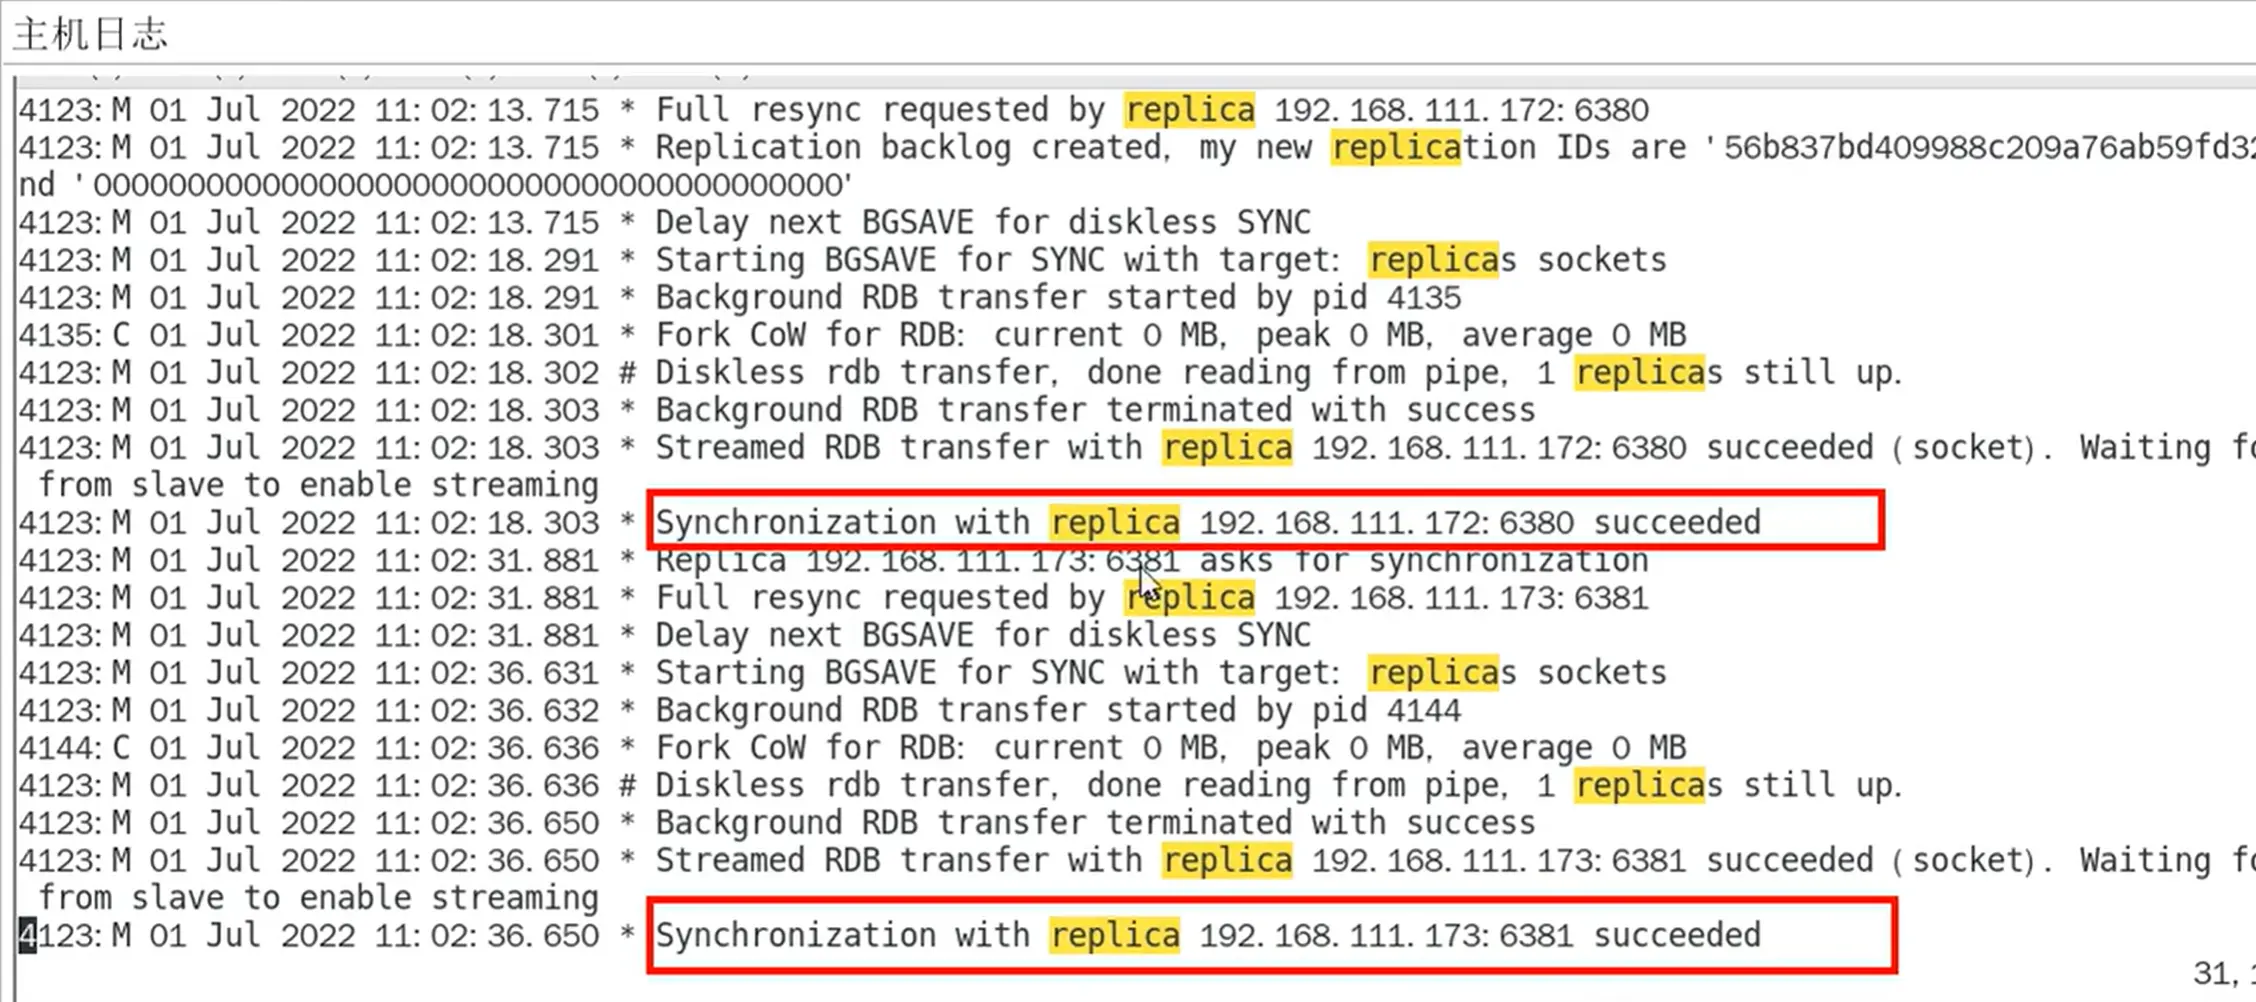 主机日志
4123:M 01 Jul 2022 11:02:13.715 * Full resync requested by replica 192.168.111.172:6380
4123:M 01 Jul 2022 11:02:13.715 * Replication backlog created, my new replication IDs are '56b837bd409988c209a76ab59fd32
nd '0000000000000000000000000000000000000000'
4123:M 01 Jul 2022 11:02:13.715 * Delay next BGSAVE for diskless SYNC
4123:M 01 Jul 2022 11:02:18.291 * Starting BGSAVE for SYNC with target: replicas sockets
4123:M 01 Jul 2022 11:02:18.291 * Background RDB transfer started by pid 4135
4135:C 01 Jul 2022 11:02:18.301 * Fork CoW for RDB: current 0 MB, peak 0 MB, average 0 MB
4123:M 01 Jul 2022 11:02:18.302 # Diskless rdb transfer, done reading from pipe, 1 replicas still up.
4123:M 01 Jul 2022 11:02:18.303 * Background RDB transfer terminated with success
4123:M 01 Jul 2022 11:02:18.303 * Streamed RDB transfer with replica 192.168.111.172:6380 succeeded (socket). Waiting
from slave to enable streaming
4123:M 01 Jul 2022 11:02:18.303 * Synchronization with replica 192.168.111.172:6380 succeeded
4123:M 01 Jul 2022 11:02:31.881 * Replica 192.168.111.173:6381 asks for synchronization
4123:M 01 Jul 2022 11:02:31.881 * Full resync requested by replica 192.168.111.173:6381
4123:M 01 Jul 2022 11:02:31.881 * Delay next BGSAVE for diskless SYNC
4123:M 01 Jul 2022 11:02:36.631 * Starting BGSAVE for SYNC with target: replicas sockets
4123:M 01 Jul 2022 11:02:36.632 * Background RDB transfer started by pid 4144
4144:C 01 Jul 2022 11:02:36.636 * Fork CoW for RDB: current 0 MB, peak 0 MB, average 0 MB
4123:M 01 Jul 2022 11:02:36.636 # Diskless rdb transfer, done reading from pipe, 1 replicas still up.
4123:M 01 Jul 2022 11:02:36.650 * Background RDB transfer terminated with success
4123:M 01 Jul 2022 11:02:36.650 * Streamed RDB transfer with replica 192.168.111.173:6381 succeeded (socket). Waiting
from slave to enable streaming
4123:M 01 Jul 2022 11:02:36.650 * Synchronization with replica 192.168.111.173:6381 succeeded
31,